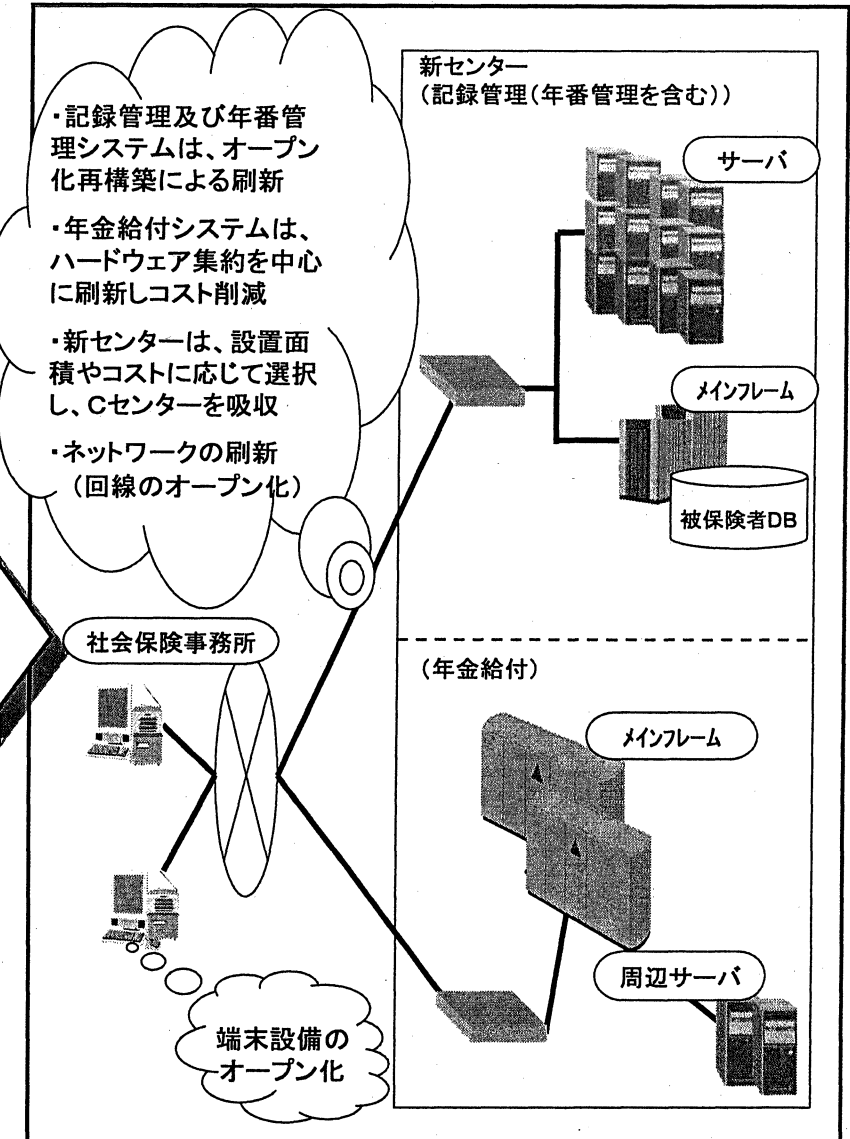 ・記録管理及び年番管
理システムは、オープン
化再構築による刷新
・年金給付システムは、
ハードウェア集約を中心
に刷新しコスト削減
・新センターは、設置面
積やコストに応じて選択
し、Cセンターを吸収
・ネットワークの刷新
（回線のオープン化）
新センター
（記録管理（年番管理を含む））
サーバ
メインフレーム
被保険者DB
社会保険事務所
（年金給付）
メインフレーム
周辺サーバ
端末設備の
オープン化